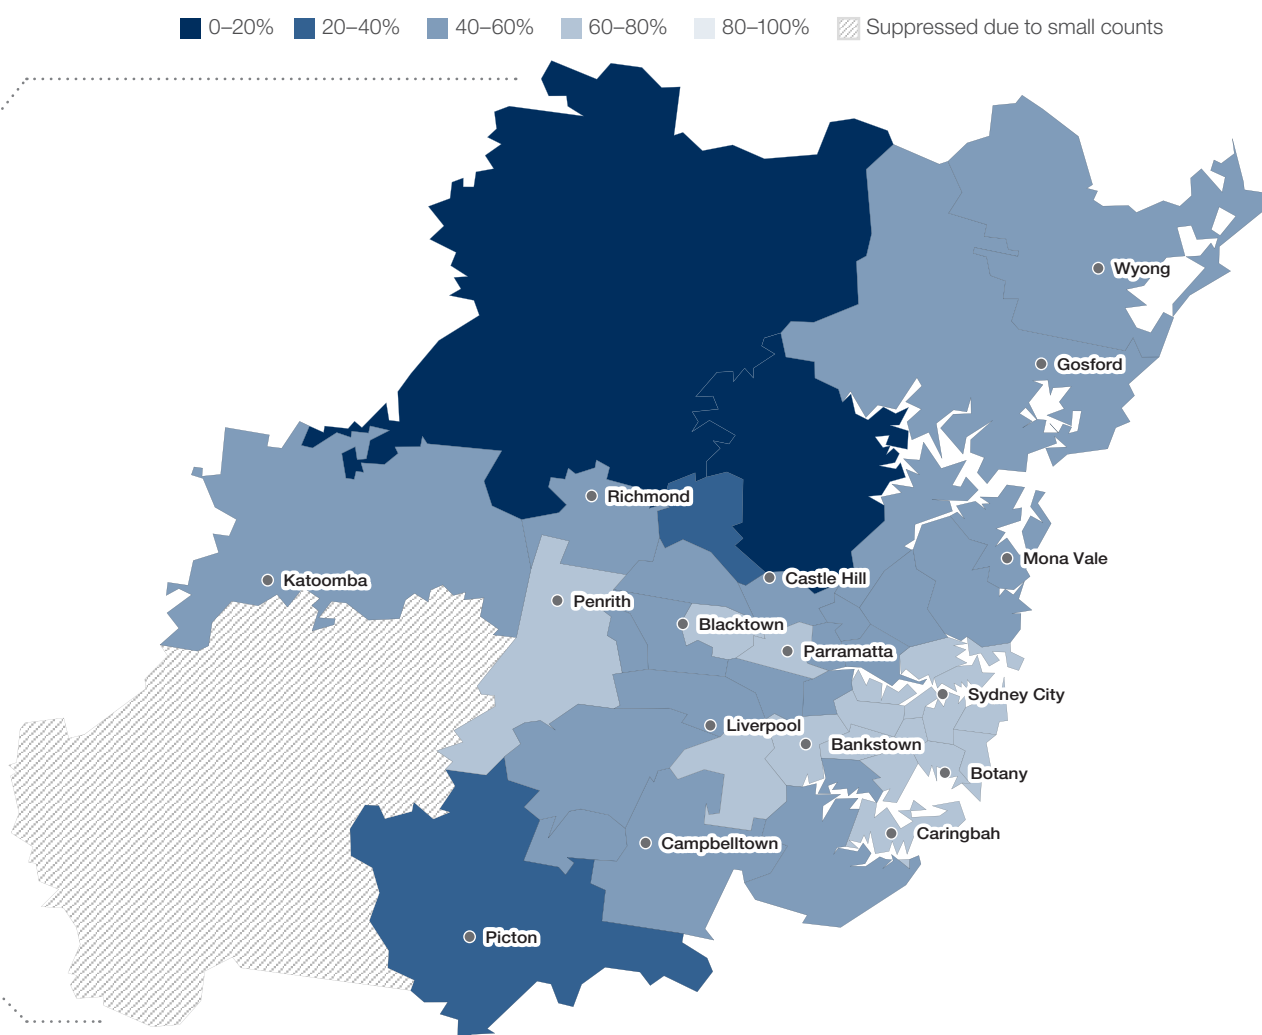 0–20% 20–40% 40–60% 60–80% 80–100% Suppressed due to small counts
Wyong
Gosford
Richmond
Mona Vale
Katoomba
Castle Hill
Penrith
Blacktown
Parramatta
Sydney City
Liverpool
Bankstown
Botany
Caringbah
Campbelltown
Picton